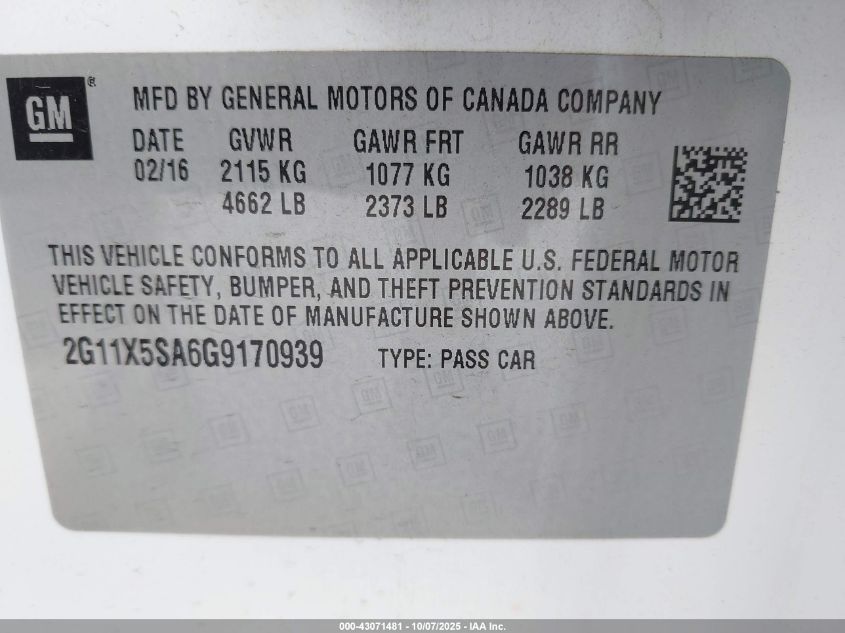 GM ®
MFD BY GENERAL MOTORS OF CANADA COMPANY
DATE GVWR GAWR FRT GAWR RR
02/16 2115 KG 1077 KG 1038 KG
4662 LB 2373 LB 2289 LB
THIS VEHICLE CONFORMS TO ALL APPLICABLE U.S. FEDERAL MOTOR
VEHICLE SAFETY, BUMPER, AND THEFT PREVENTION STANDARDS IN
EFFECT ON THE DATE OF MANUFACTURE SHOWN ABOVE.
2G11X5SA6G9170939 TYPE: PASS CAR
000-43071481 - 10/07/2025 - IAA Inc.